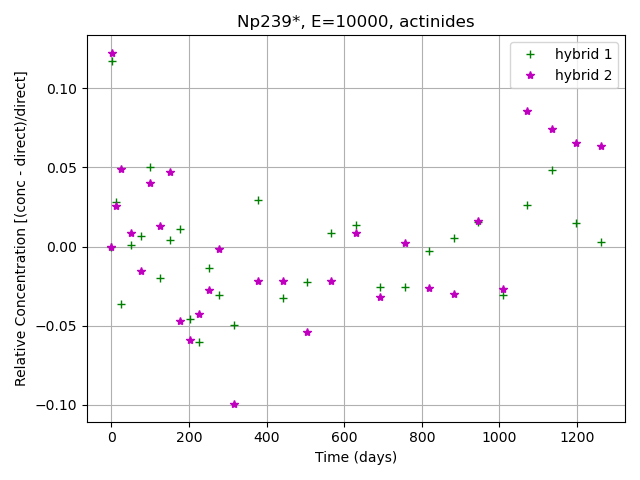 Np239*, E=10000, actinides
hybrid 1
hybrid 2
Relative Concentration [(conc - direct)/direct]
0.10
0.05
0.00
−0.05
−0.10
0
200
400
600
800
1000
1200
Time (days)